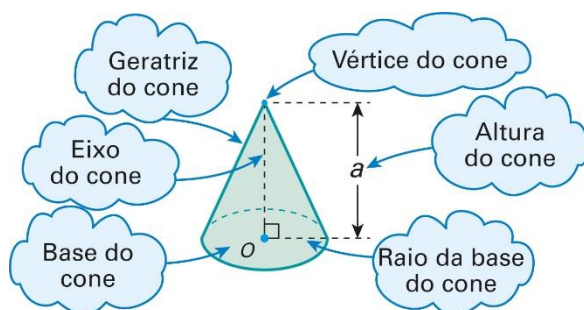 Geratriz
do cone
Vértice do cone
Eixo
do cone
a
Altura
do cone
Base do
cone
O
Raio da base
do cone